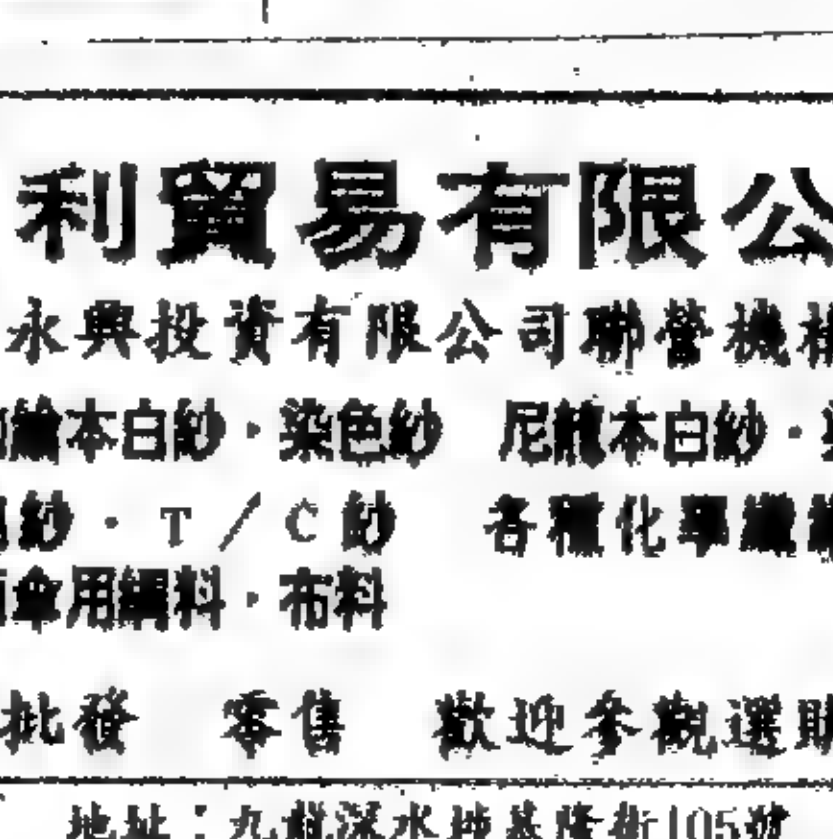 利貿易有限公
永興投資有限公司聯營機構
本白紗·染色紗 尼絨本白紗·
紗·T/C紗 各種化學纖
傘用綢料·布料
批發 零售 歡迎參觀選購
地址:九龍深水埗基隆街105號